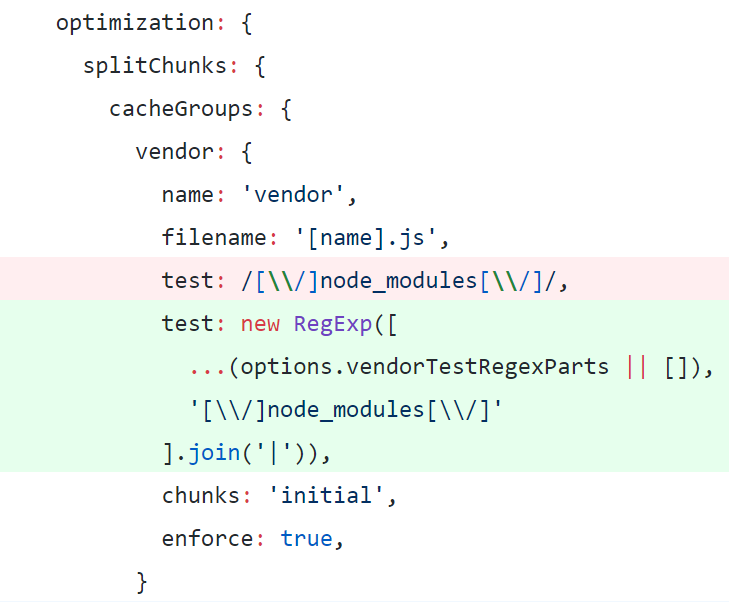 optimization: {
splitChunks: {
cacheGroups: {
vendor: {
name: 'vendor',
filename: '[name].js',
test: /[\\/]node_modules[\\/]/,
test: new RegExp([
...(options.vendorTestRegexParts || []),
'[\\/]node_modules[\\/]'
].join('|')),
chunks: 'initial',
enforce: true,
}